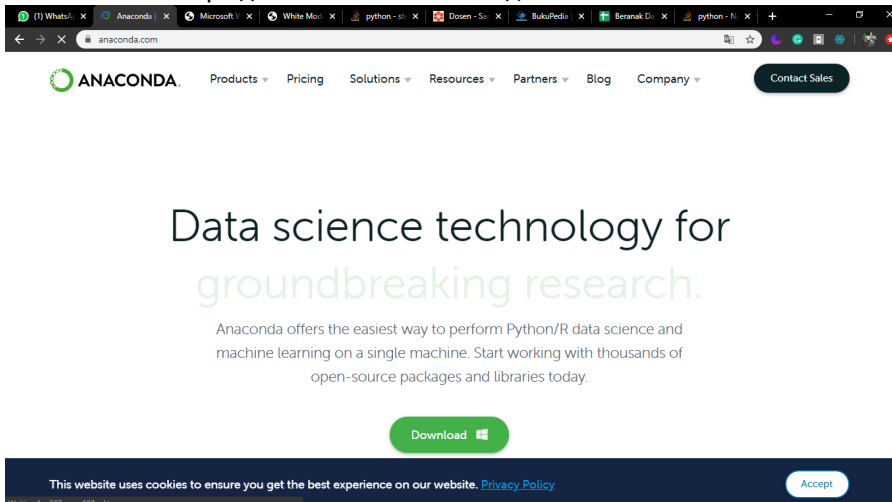 (1) WhatsA Anaconda | Microsoft V White Mod python - st Dosen - Sa BukuPedia | Beranak Da python - N
anaconda.com
ANACONDA. Products Pricing Solutions Resources Partners Blog Company Contact Sales
Data science technology for
groundbreaking research.
Anaconda offers the easiest way to perform Python/R data science and
machine learning on a single machine. Start working with thousands of
open-source packages and libraries today.
Download
This website uses cookies to ensure you get the best experience on our website. Privacy Policy Accept